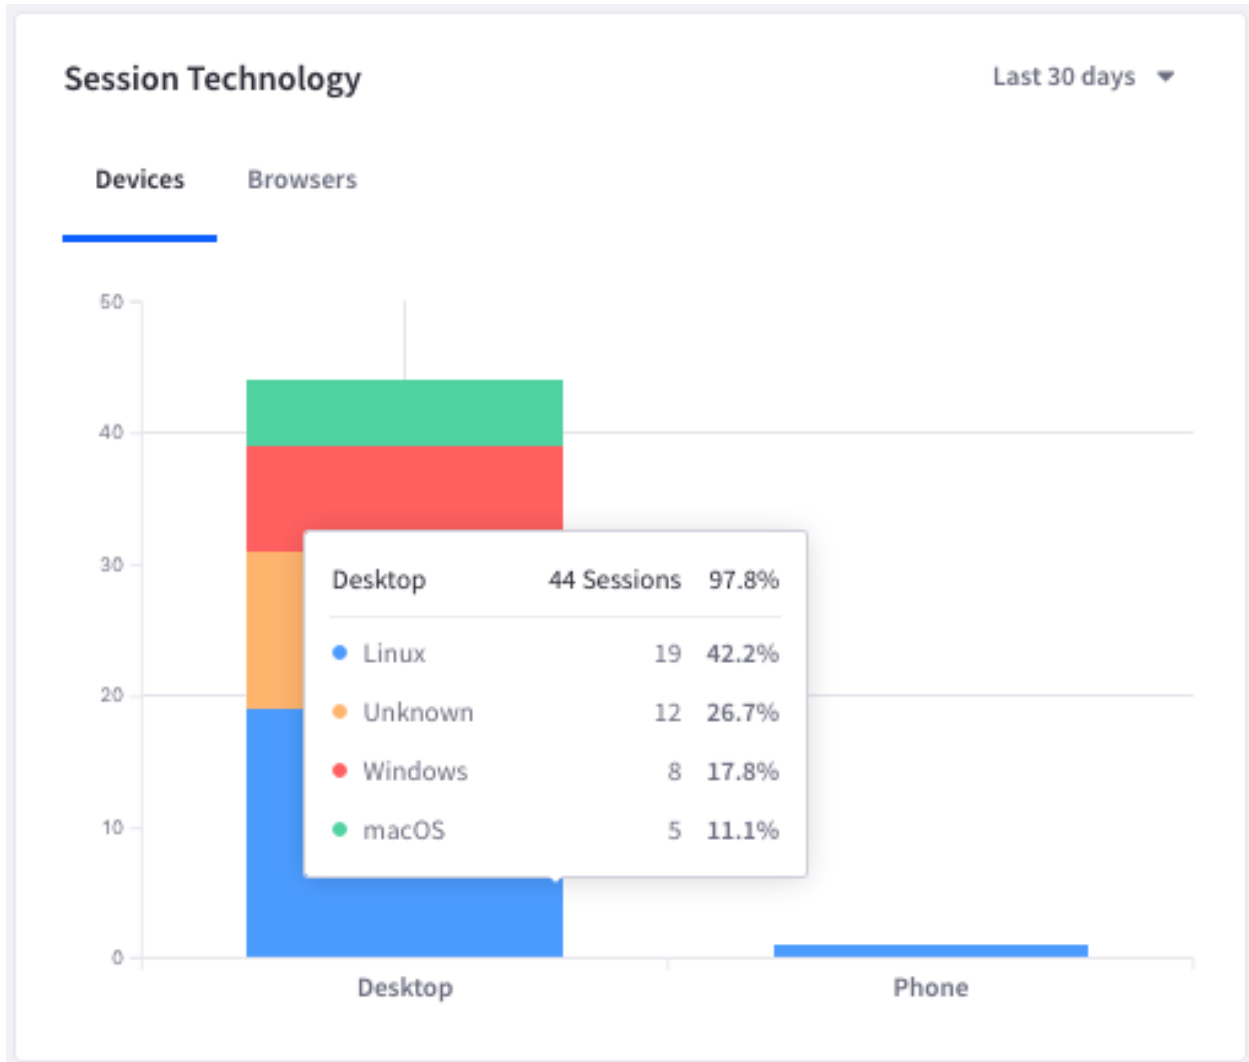 Session Technology
Last 30 days
Devices Browsers
50
40
30
20
10
0
Desktop 44 Sessions 97.8%
Linux 19 42.2%
Unknown 12 26.7%
Windows 8 17.8%
macOS 5 11.1%
Desktop Phone